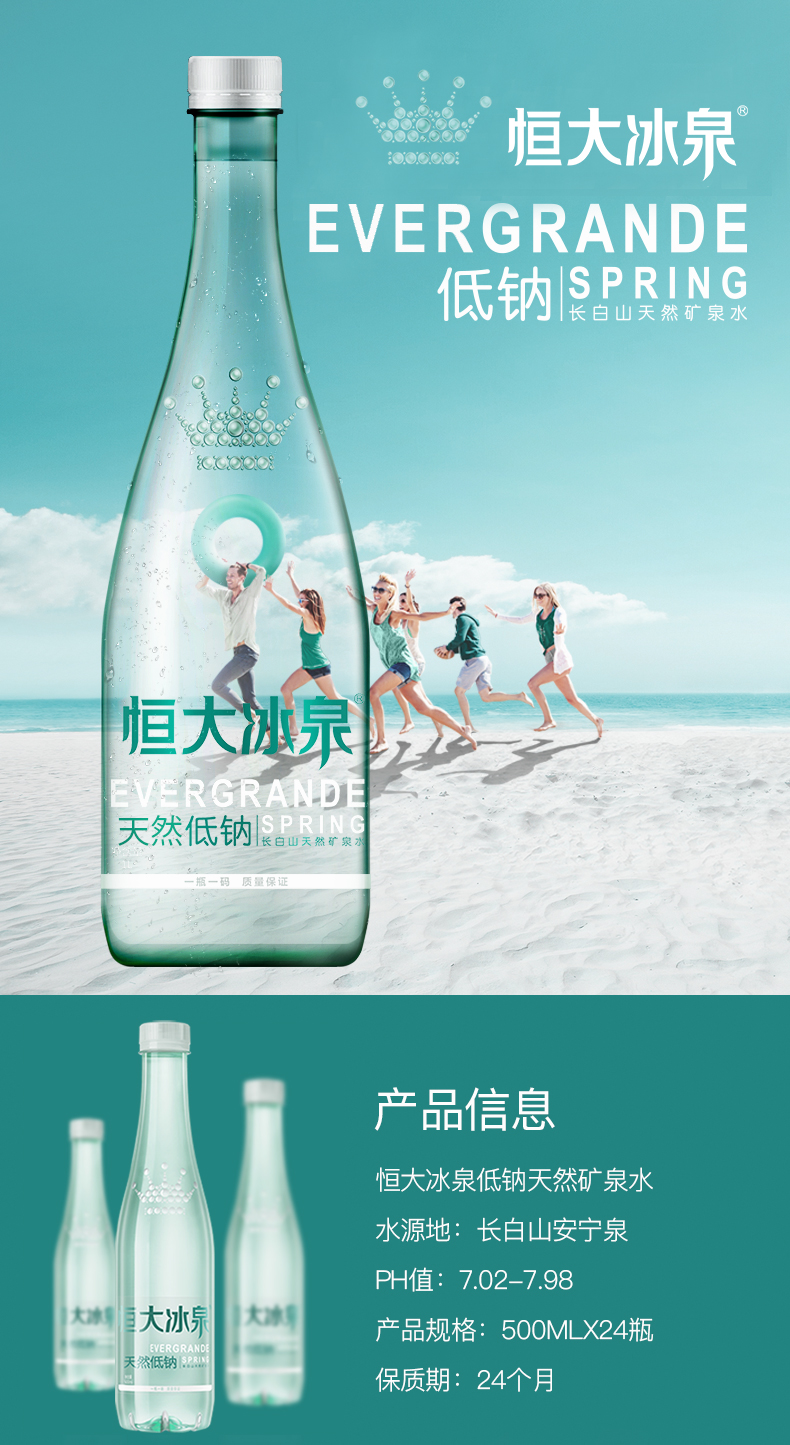 恒大冰泉®
EVERGRANDE
低钠
SPRING
长白山天然矿泉水
恒大冰泉®
EVERGRANDE
天然低钠
SPRING
长白山天然矿泉水
一瓶一码 质量保证
产品信息
恒大冰泉低钠天然矿泉水
水源地：长白山安宁泉
PH值：7.02-7.98
产品规格：500MLX24瓶
保质期：24个月
恒大冰泉
EVERGRANDE
天然低钠
SPRING